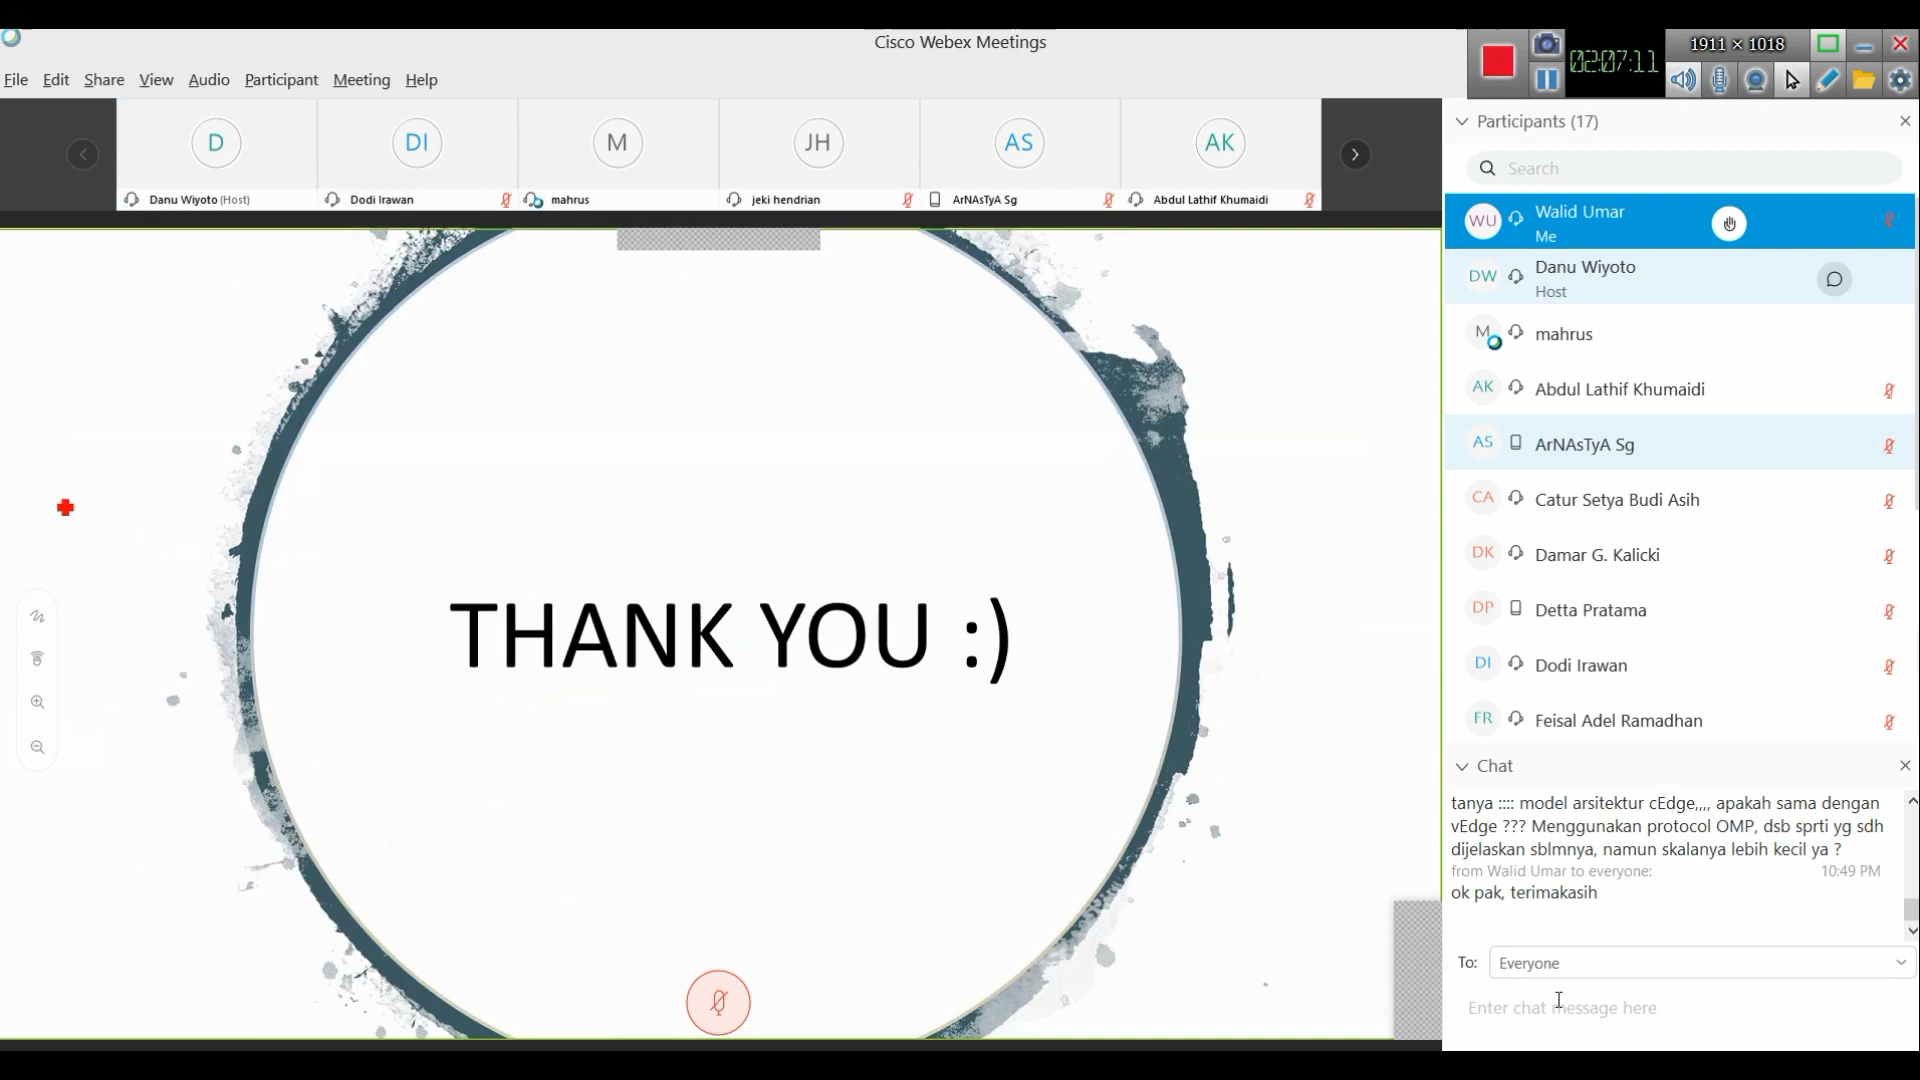 Cisco Webex Meetings
1911 × 1018
02:07:11
File Edit Share View Audio Participant Meeting Help
D
DI
M
JH
AS
AK
Danu Wiyoto (Host)
Dodi Irawan
mahrus
jeki hendrian
ArNAsTyA Sg
Abdul Lathif Khumaidi
THANK YOU :)
Participants (17)
Search
WU Walid Umar
Me
DW Danu Wiyoto
Host
M mahrus
AK Abdul Lathif Khumaidi
AS ArNAsTyA Sg
CA Catur Setya Budi Asih
DK Damar G. Kalicki
DP Detta Pratama
DI Dodi Irawan
FR Feisal Adel Ramadhan
Chat
tanya :::: model arsitektur cEdge,,,, apakah sama dengan
vEdge ??? Menggunakan protocol OMP, dsb sprti yg sdh
dijelaskan sblmnya, namun skalanya lebih kecil ya ?
from Walid Umar to everyone: 10:49 PM
ok pak, terimakasih
To: Everyone
Enter chat message here